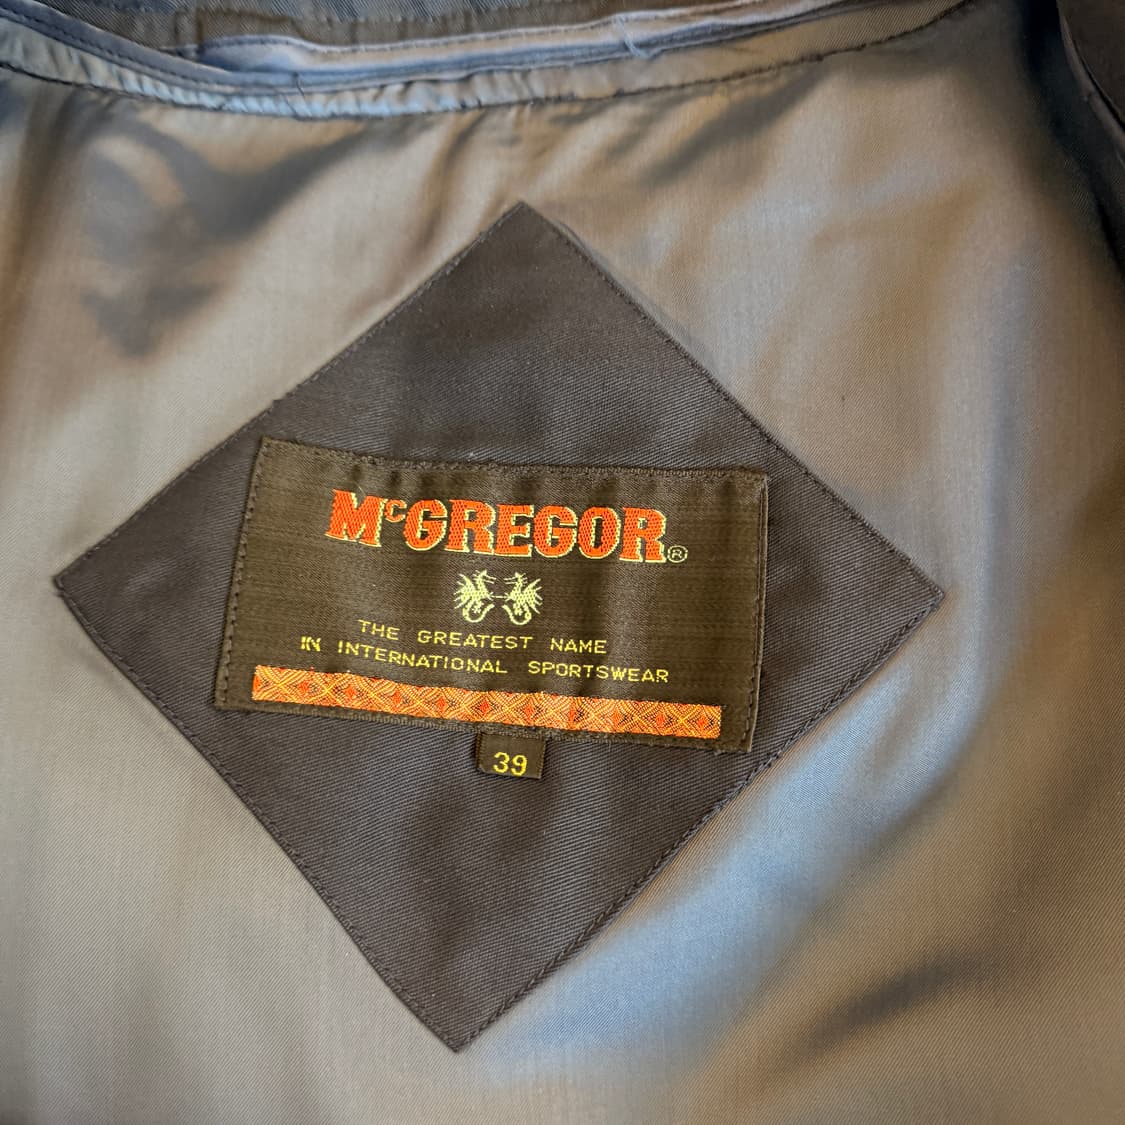 McGREGOR®
THE GREATEST NAME
IN INTERNATIONAL SPORTSWEAR
39